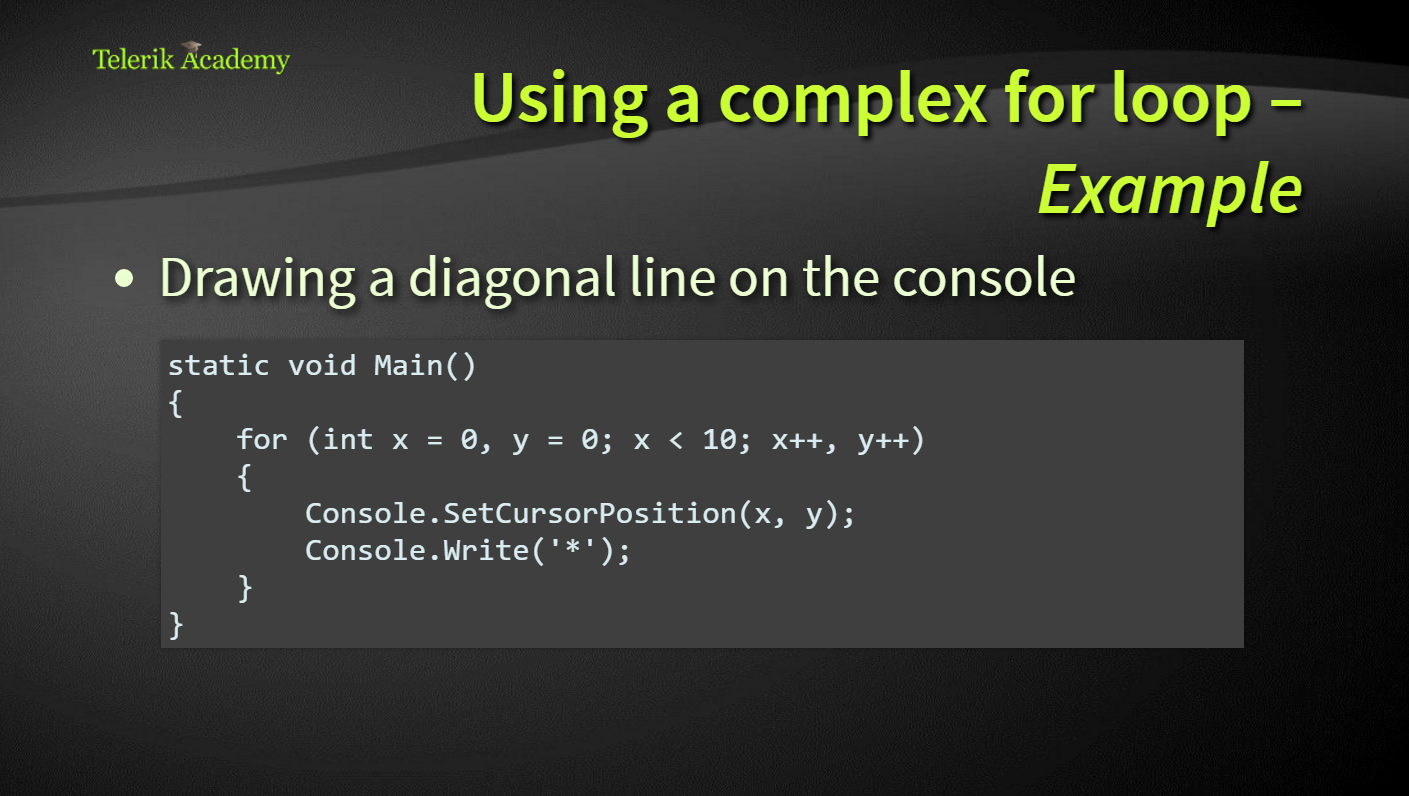 Telerik Academy
Using a complex for loop –
Example
• Drawing a diagonal line on the console
static void Main()
{
    for (int x = 0, y = 0; x < 10; x++, y++)
    {
        Console.SetCursorPosition(x, y);
        Console.Write('*');
    }
}